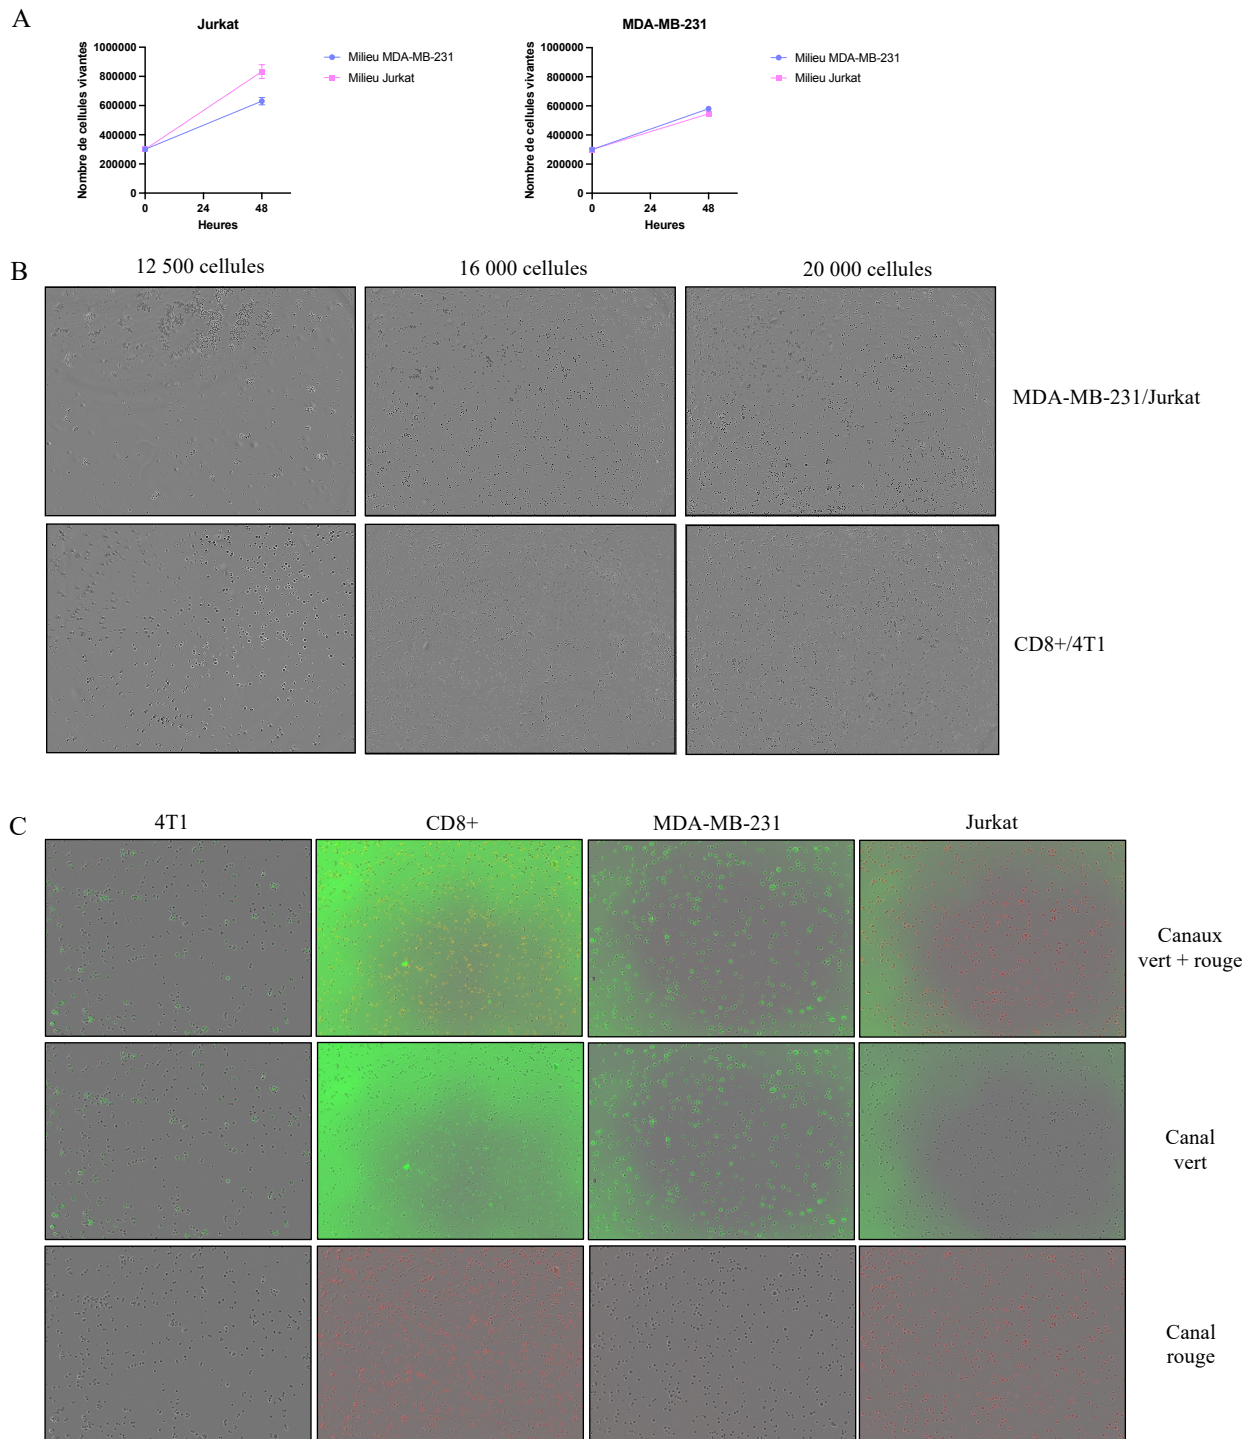 A
Jurkat
Nombre de cellules vivantes
1000000
800000
600000
400000
200000
0
0 24 48
Heures
Milieu MDA-MB-231
Milieu Jurkat
MDA-MB-231
Nombre de cellules vivantes
1000000
800000
600000
400000
200000
0
0 24 48
Heures
Milieu MDA-MB-231
Milieu Jurkat
B
12 500 cellules 16 000 cellules 20 000 cellules
MDA-MB-231/Jurkat
CD8+/4T1
C
4T1 CD8+ MDA-MB-231 Jurkat
Canaux
vert + rouge
Canal
vert
Canal
rouge